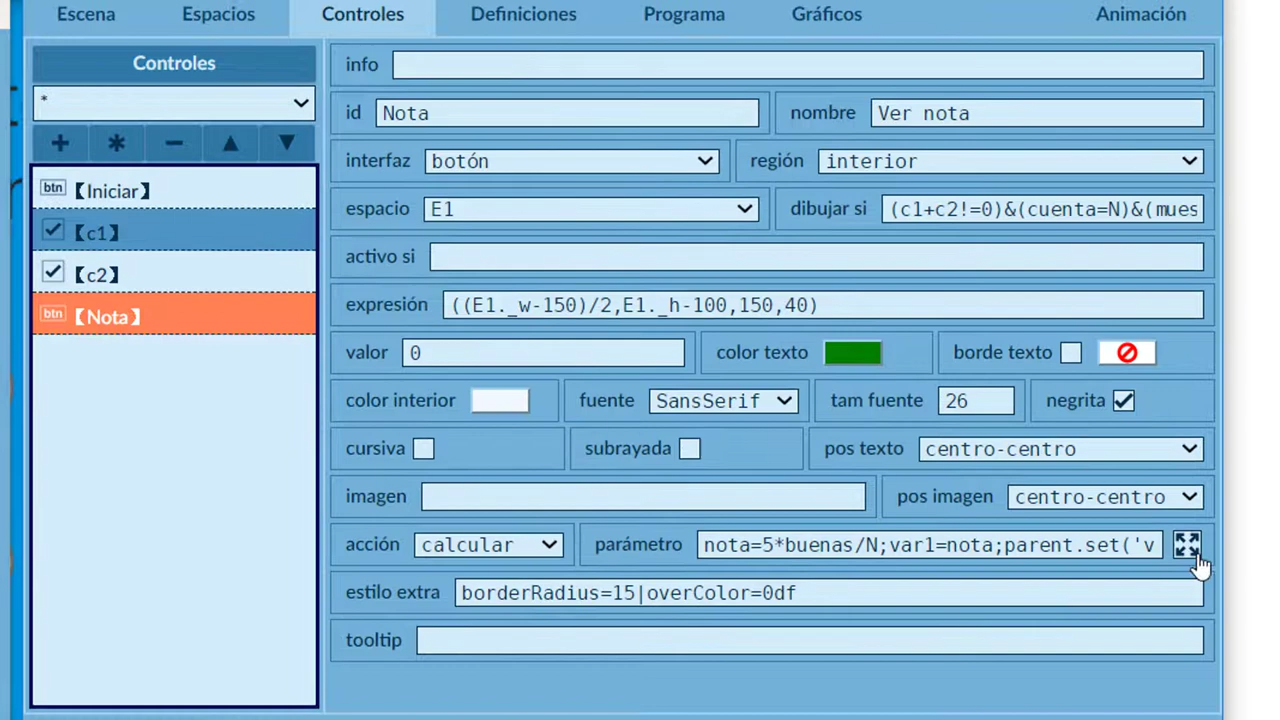 Escena Espacios Controles Definiciones Programa Gráficos Animación
Controles
*
btn 【Iniciar】
【c1】
【c2】
btn 【Nota】
info
id Nota nombre Ver nota
interfaz botón región interior
espacio E1 dibujar si (c1+c2!=0)&(cuenta=N)&(mues
activo si
expresión ((E1._w-150)/2,E1._h-100,150,40)
valor 0 color texto borde texto
color interior fuente SansSerif tam fuente 26 negrita
cursiva subrayada pos texto centro-centro
imagen pos imagen centro-centro
acción calcular parámetro nota=5*buenas/N;var1=nota;parent.set('v
estilo extra borderRadius=15|overColor=0df
tooltip